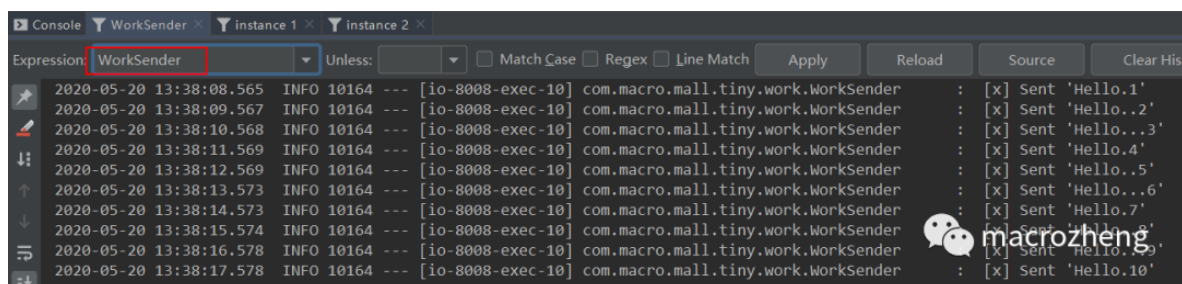 Console WorkSender × instance 1 × instance 2 ×
Expression: WorkSender Unless: Match Case Regex Line Match Apply Reload Source Clear His
2020-05-20 13:38:08.565 INFO 10164 --- [io-8008-exec-10] com.macro.mall.tiny.work.WorkSender : [x] Sent 'Hello.1'
2020-05-20 13:38:09.567 INFO 10164 --- [io-8008-exec-10] com.macro.mall.tiny.work.WorkSender : [x] Sent 'Hello..2'
2020-05-20 13:38:10.568 INFO 10164 --- [io-8008-exec-10] com.macro.mall.tiny.work.WorkSender : [x] Sent 'Hello...3'
2020-05-20 13:38:11.569 INFO 10164 --- [io-8008-exec-10] com.macro.mall.tiny.work.WorkSender : [x] Sent 'Hello.4'
2020-05-20 13:38:12.569 INFO 10164 --- [io-8008-exec-10] com.macro.mall.tiny.work.WorkSender : [x] Sent 'Hello..5'
2020-05-20 13:38:13.573 INFO 10164 --- [io-8008-exec-10] com.macro.mall.tiny.work.WorkSender : [x] Sent 'Hello...6'
2020-05-20 13:38:14.573 INFO 10164 --- [io-8008-exec-10] com.macro.mall.tiny.work.WorkSender : [x] Sent 'Hello.7'
2020-05-20 13:38:15.574 INFO 10164 --- [io-8008-exec-10] com.macro.mall.tiny.work.WorkSender :
macrozheng
2020-05-20 13:38:16.578 INFO 10164 --- [io-8008-exec-10] com.macro.mall.tiny.work.WorkSender : [x] Sent
2020-05-20 13:38:17.578 INFO 10164 --- [io-8008-exec-10] com.macro.mall.tiny.work.WorkSender : [x] Sent 'Hello.10'